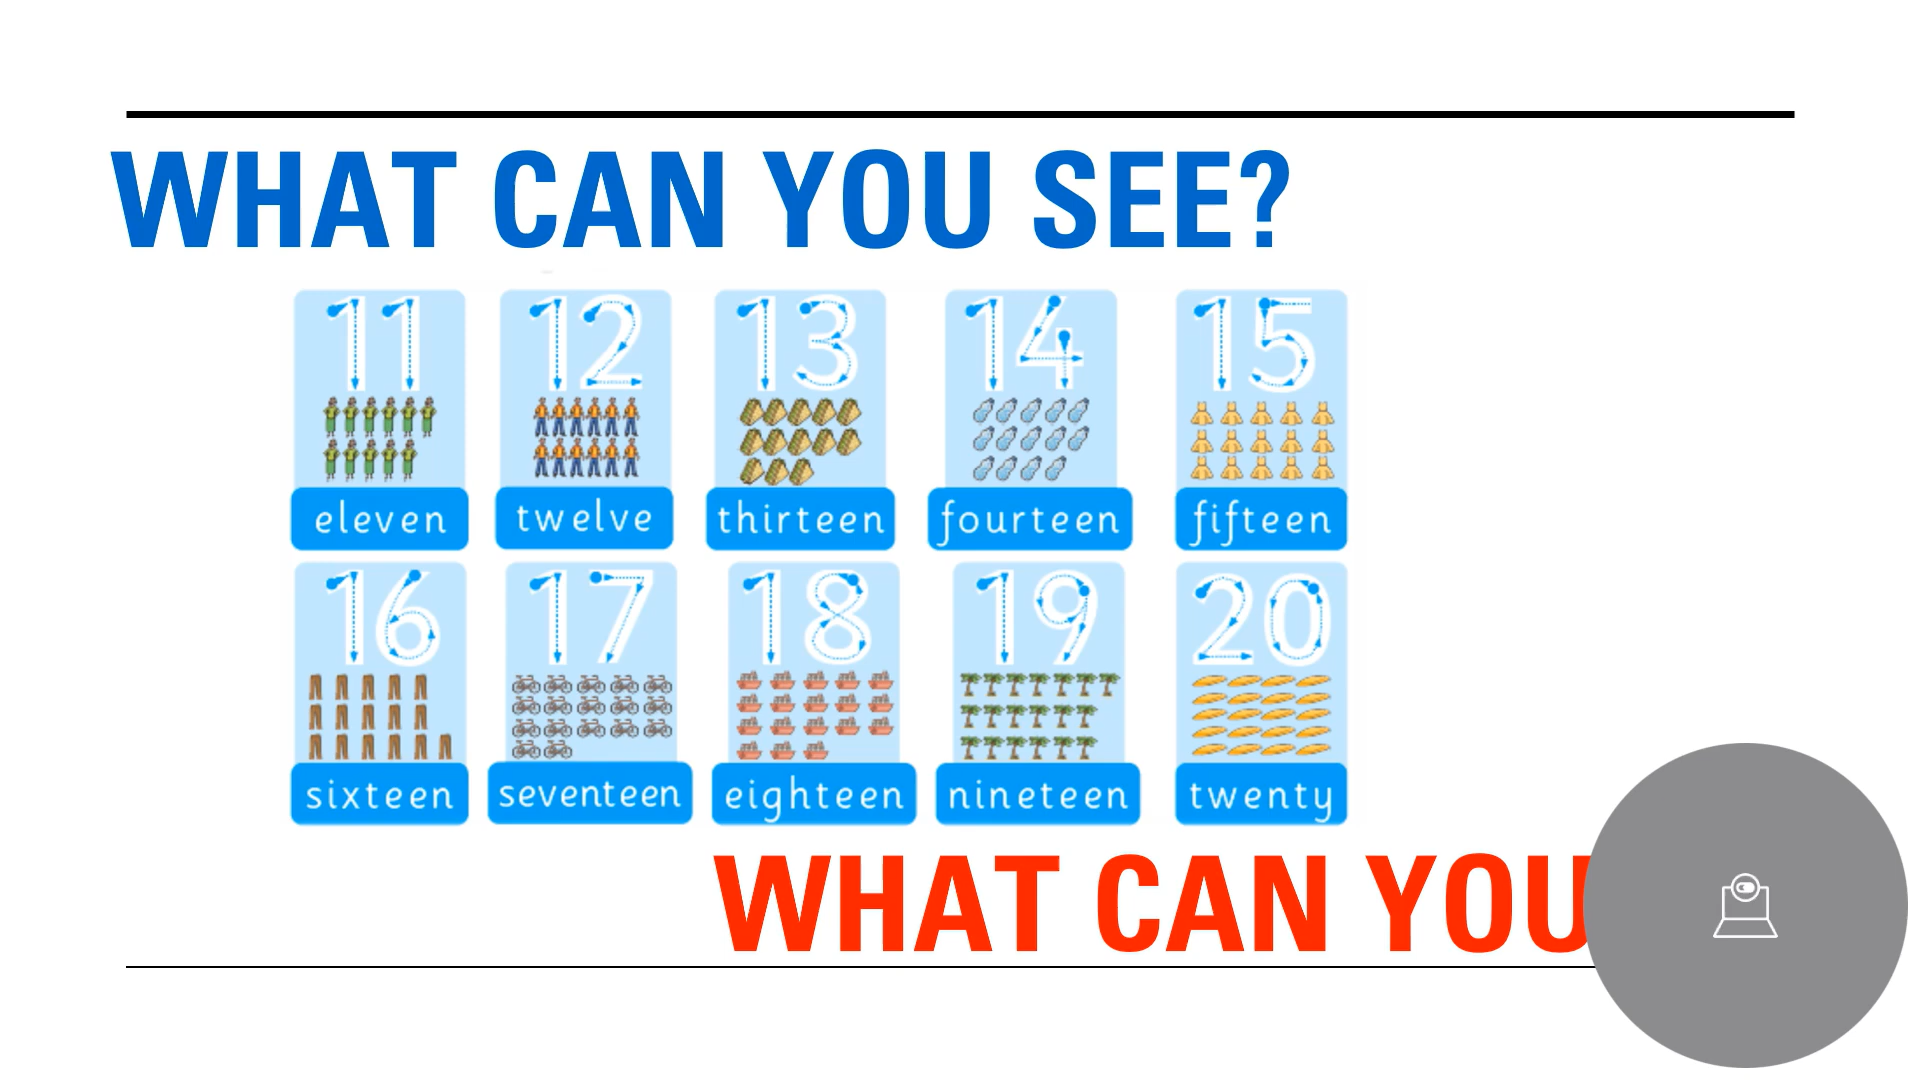 WHAT CAN YOU SEE?
11 12 13 14 15
eleven twelve thirteen fourteen fifteen
16 17 18 19 20
sixteen seventeen eighteen nineteen twenty
WHAT CAN YOU